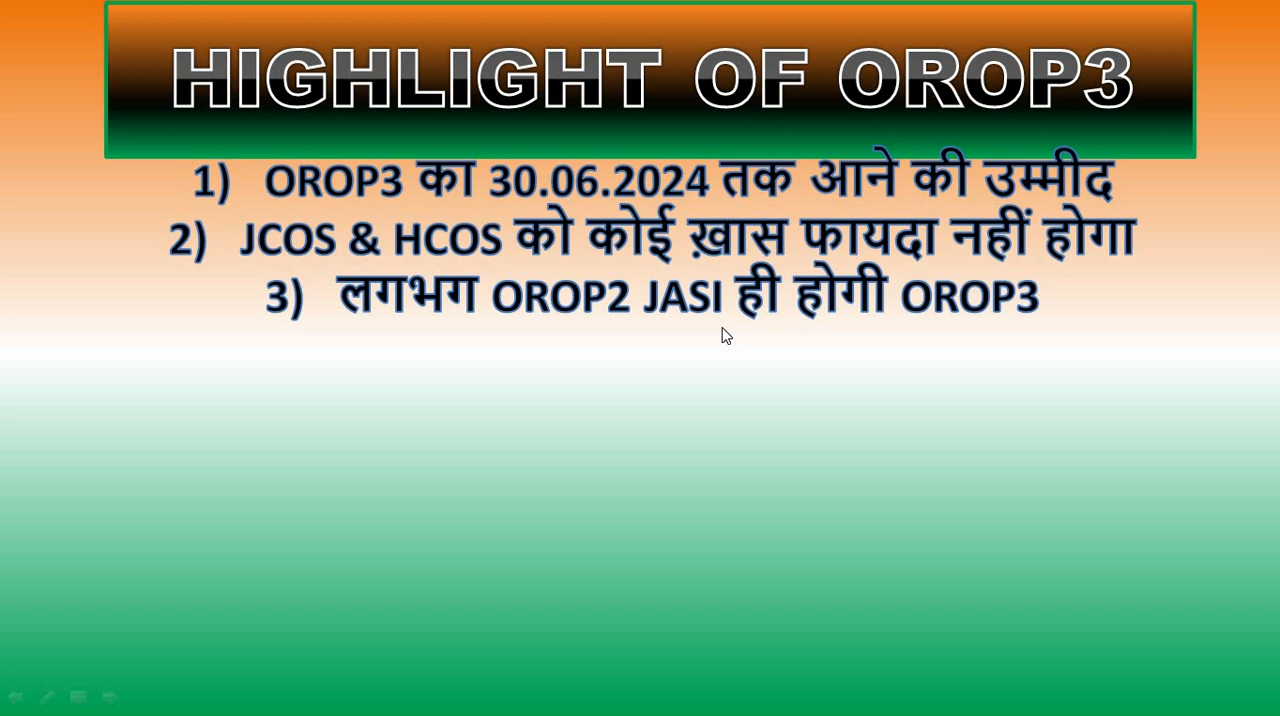 HIGHLIGHT OF OROP3
1) OROP3 का 30.06.2024 तक आने की उम्मीद
2) JCOS & HCOS को कोई ख़ास फायदा नहीं होगा
3) लगभग OROP2 JASI ही होगी OROP3